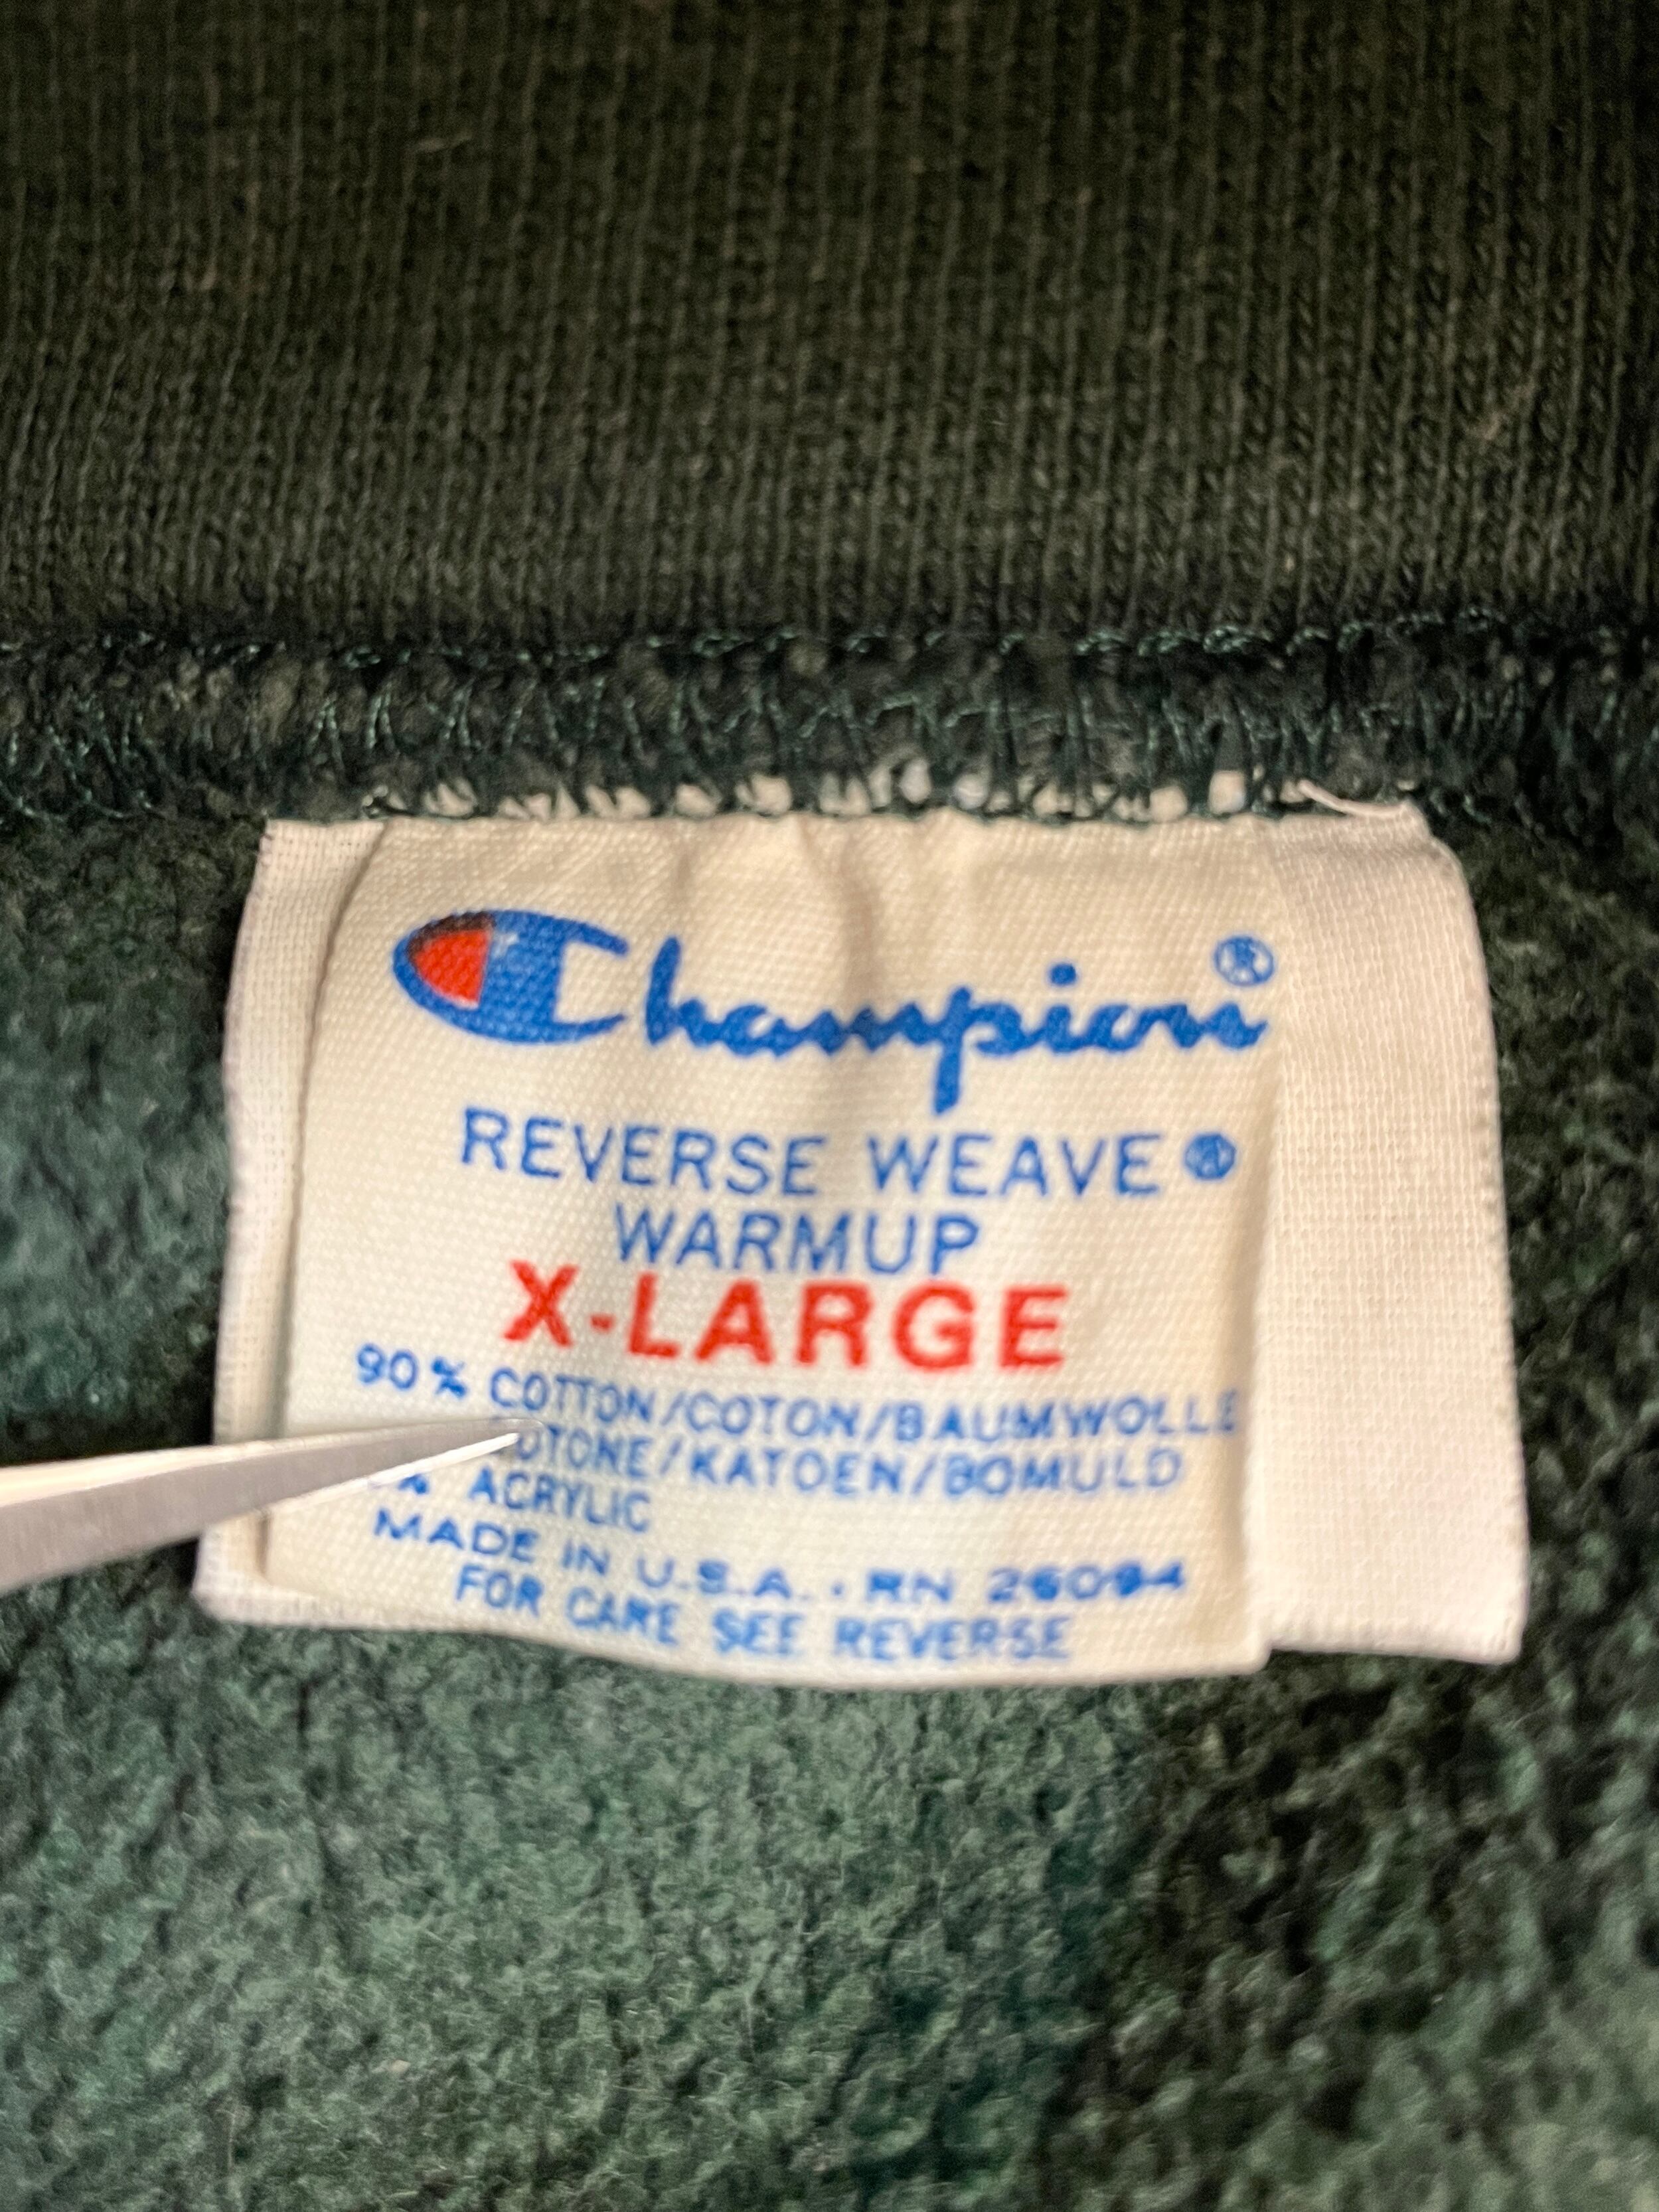 Champion®
REVERSE WEAVE®
WARMUP
X-LARGE
90% COTTON/COTON/BAUMWOLLE
/KATOEN/BOMULD
ACRYLIC
MADE IN U.S.A. · RN 26094
FOR CARE SEE REVERSE